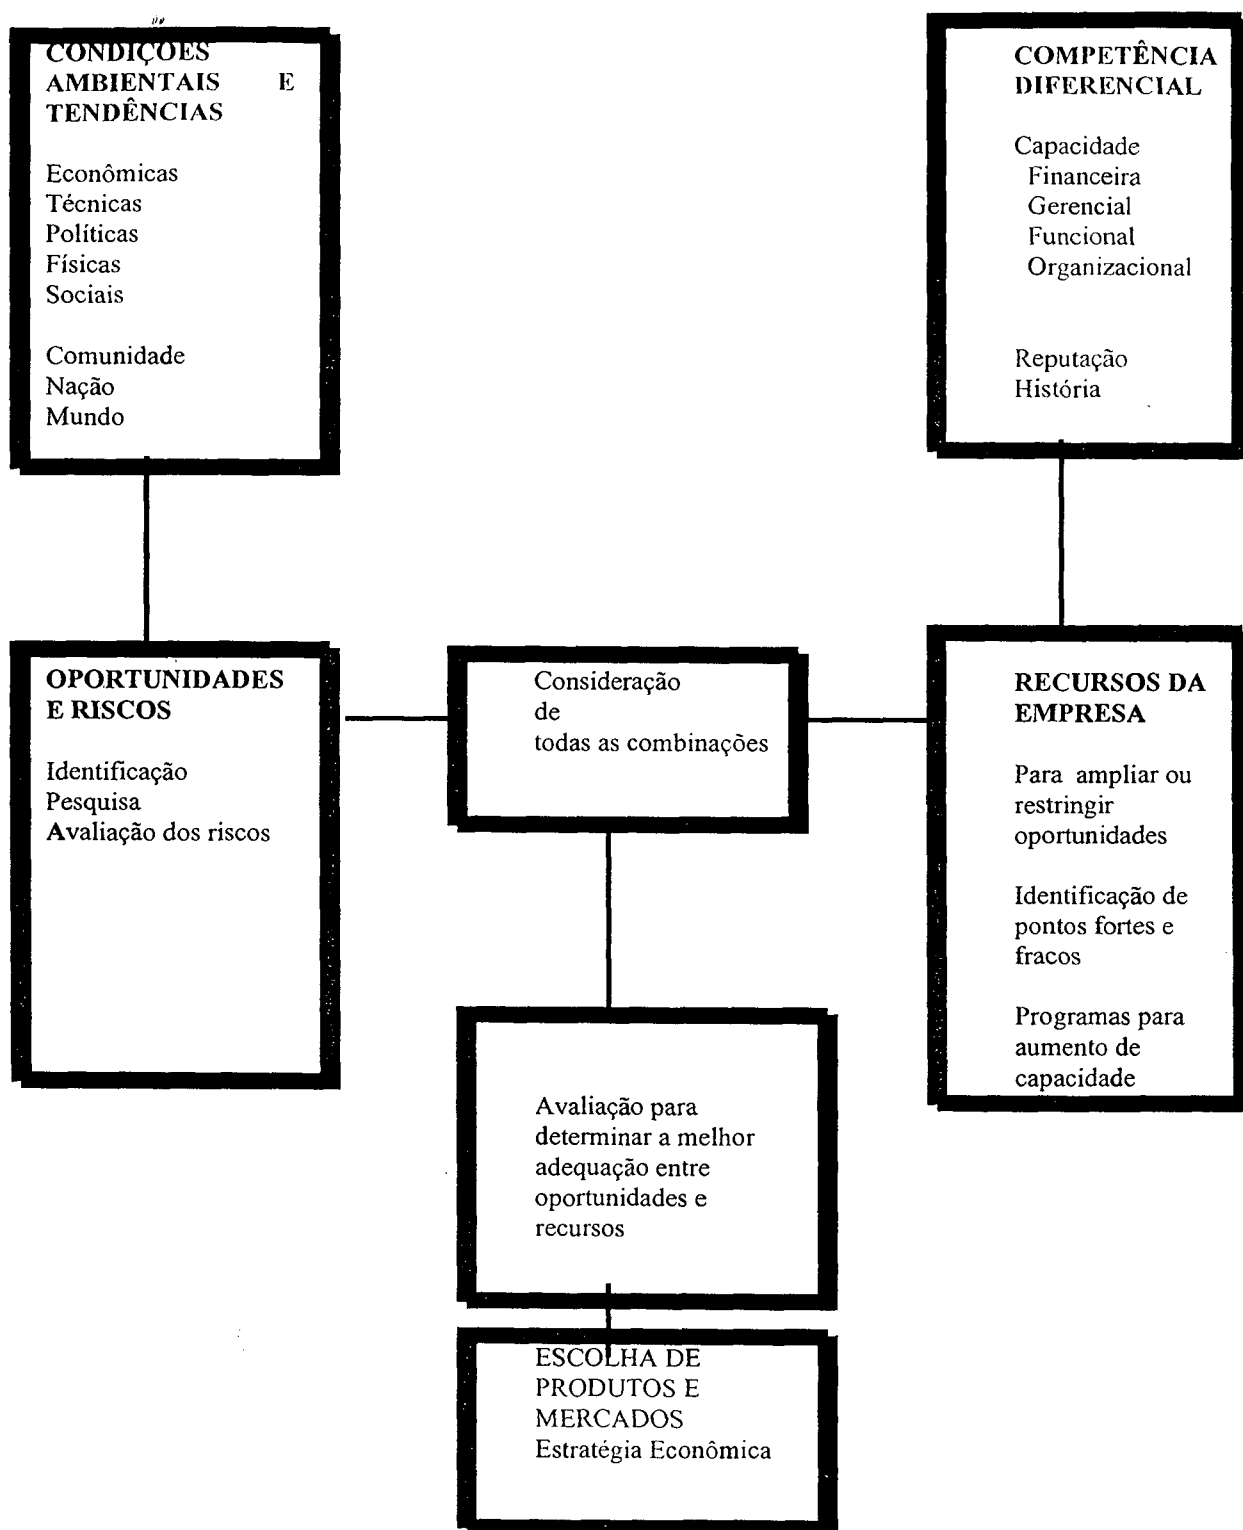 CONDIÇÕES
AMBIENTAIS E
TENDÊNCIAS
Econômicas
Técnicas
Políticas
Físicas
Sociais
Comunidade
Nação
Mundo
COMPETÊNCIA
DIFERENCIAL
Capacidade
Financeira
Gerencial
Funcional
Organizacional
Reputação
História
OPORTUNIDADES
E RISCOS
Identificação
Pesquisa
Avaliação dos riscos
Consideração
de
todas as combinações
RECURSOS DA
EMPRESA
Para ampliar ou
restringir
oportunidades
Identificação de
pontos fortes e
fracos
Programas para
aumento de
capacidade
Avaliação para
determinar a melhor
adequação entre
oportunidades e
recursos
ESCOLHA DE
PRODUTOS E
MERCADOS
Estratégia Econômica